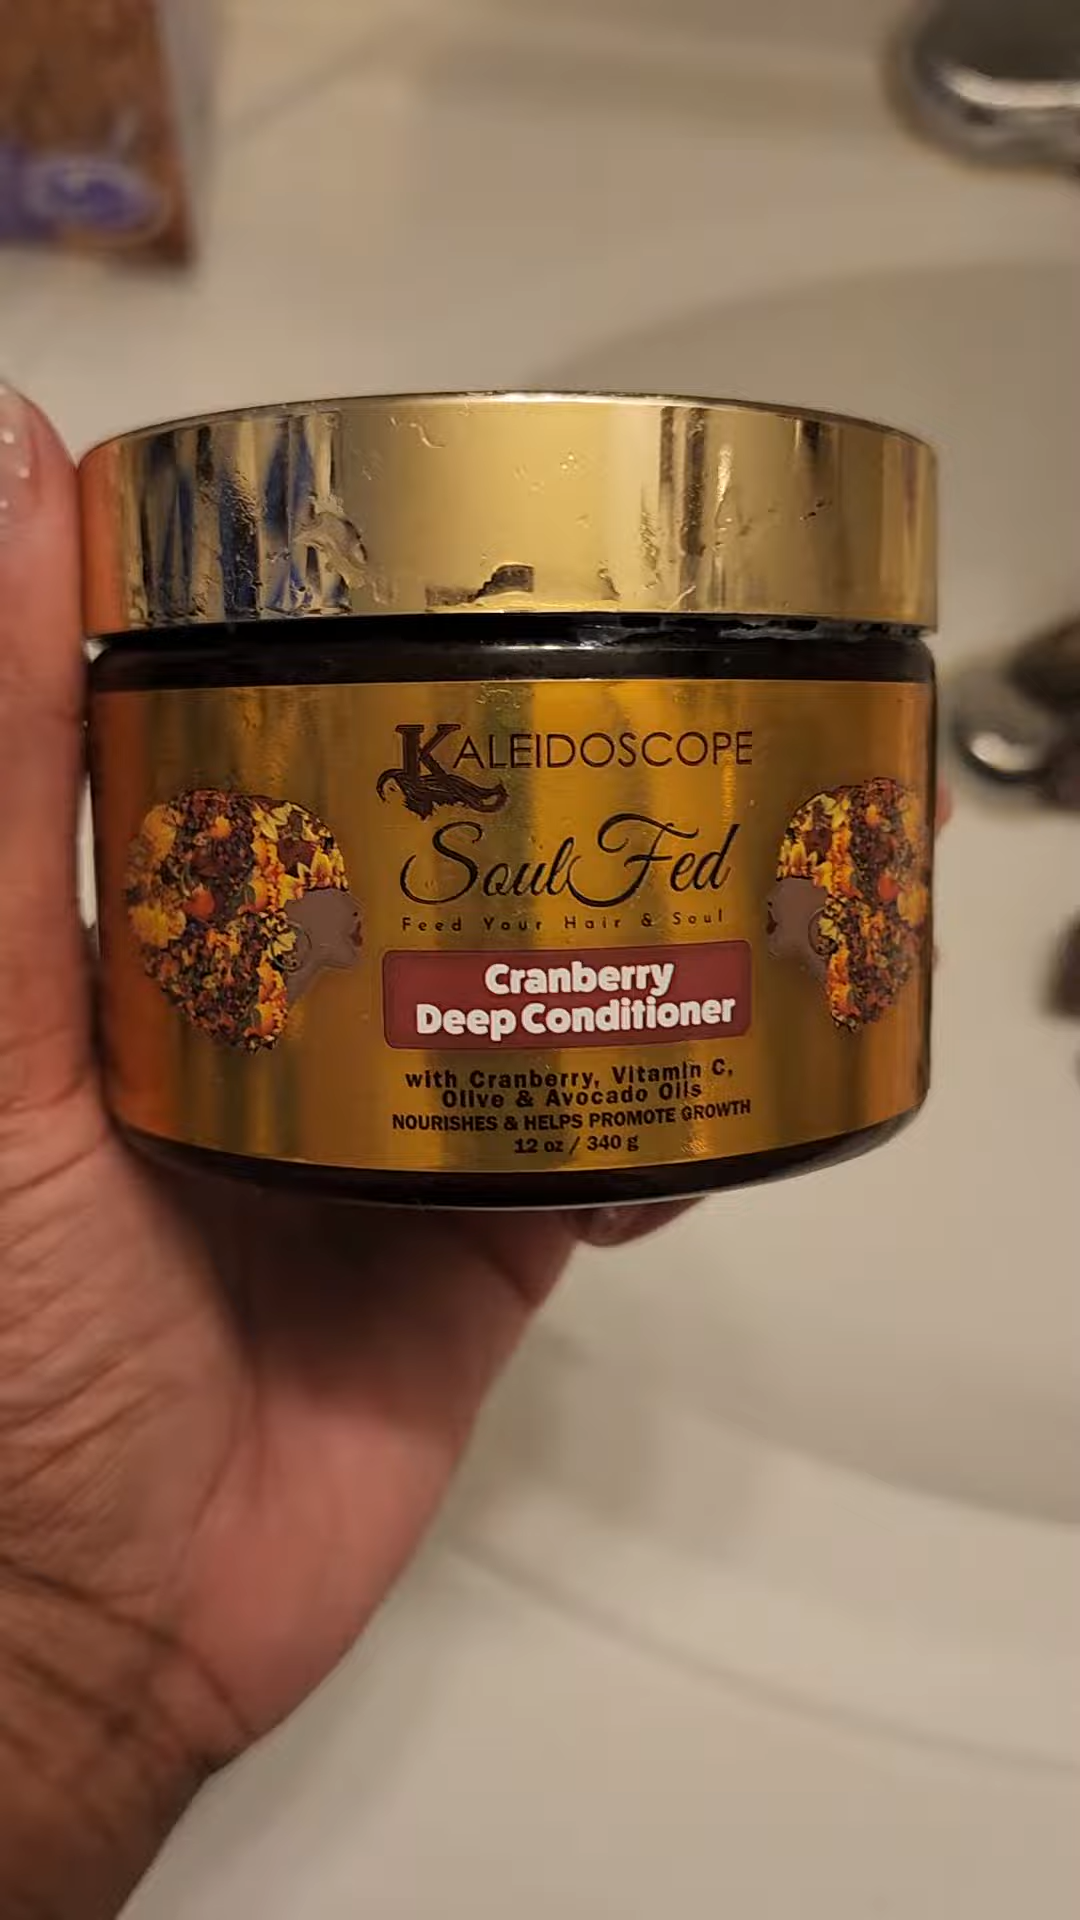 KALEIDOSCOPE
Soul Fed
Feed Your Hair & Soul
Cranberry
Deep Conditioner
with Cranberry, Vitamin C,
Olive & Avocado Oils
NOURISHES & HELPS PROMOTE GROWTH
12 oz / 340 g